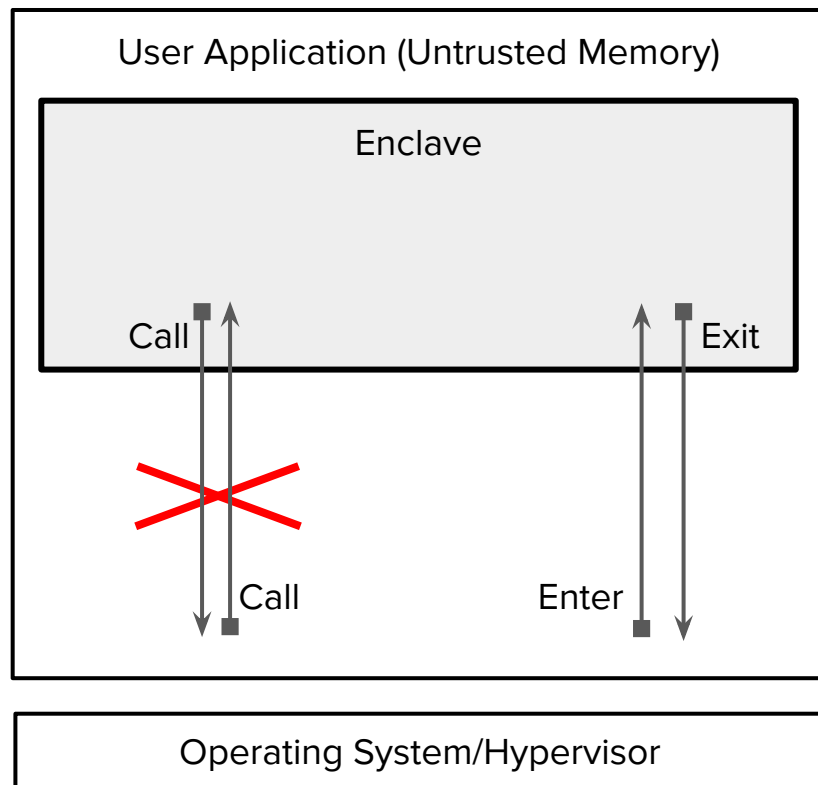 User Application (Untrusted Memory)
Enclave
Call
Exit
Call
Enter
Operating System/Hypervisor